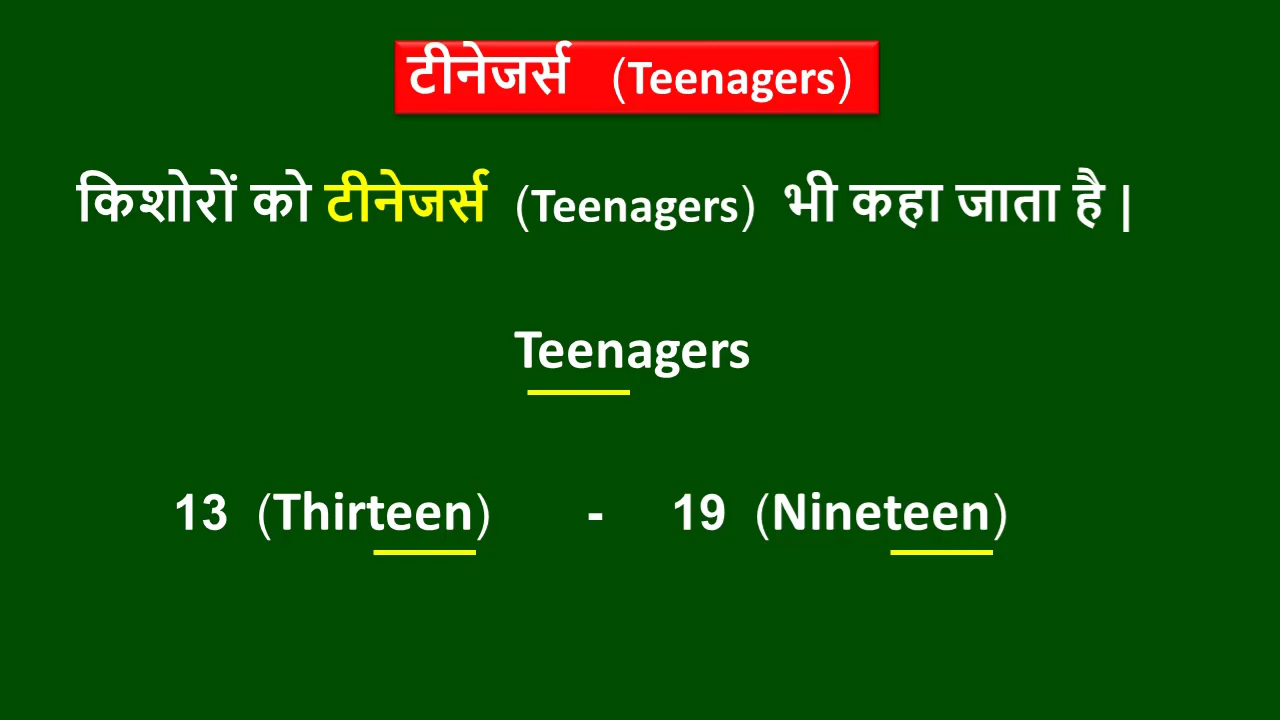 टीनेजर्स (Teenagers)
किशोरों को टीनेजर्स (Teenagers) भी कहा जाता है |
Teenagers
13 (Thirteen) - 19 (Nineteen)